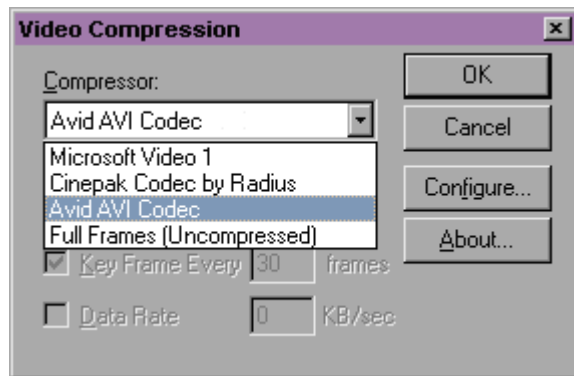 Video Compression
Compressor:
Avid AVI Codec
Microsoft Video 1
Cinepak Codec by Radius
Avid AVI Codec
Full Frames (Uncompressed)
Key Frame Every 30 frames
Data Rate 0 KB/sec
OK
Cancel
Configure...
About...